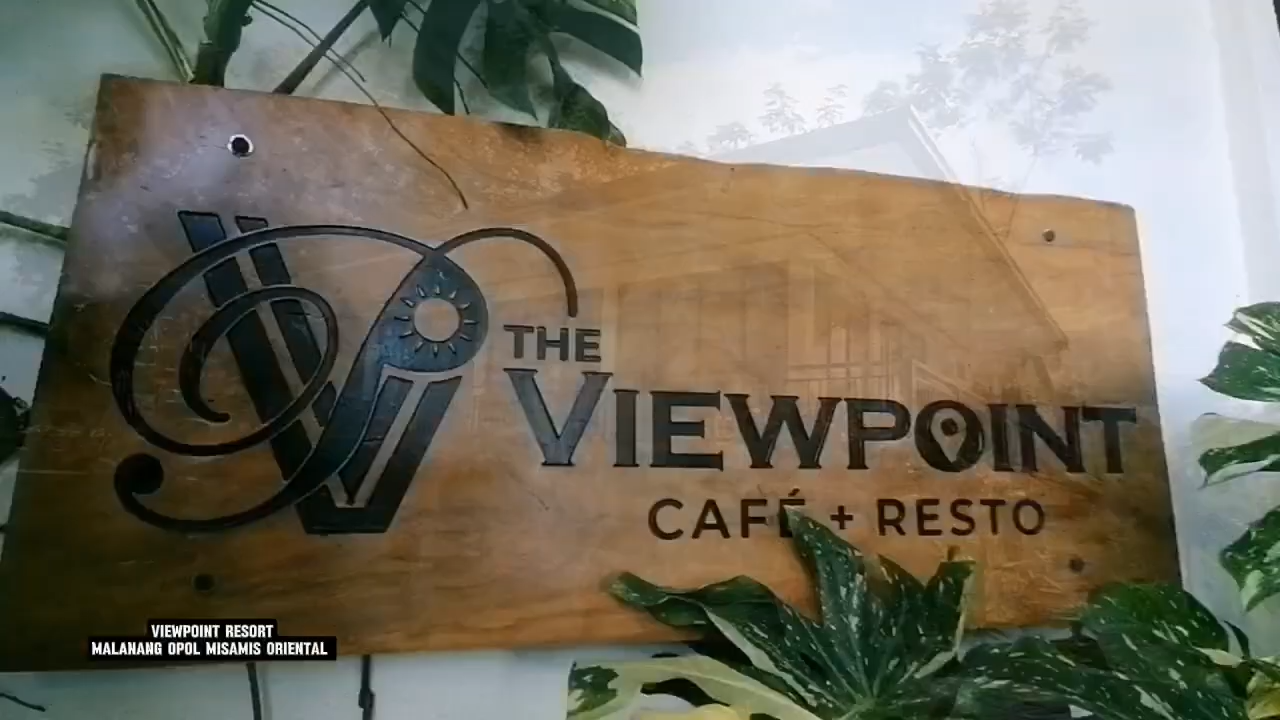 THE
VIEWPOINT
CAFÉ + RESTO
VIEWPOINT RESORT
MALANANG OPOL MISAMIS ORIENTAL